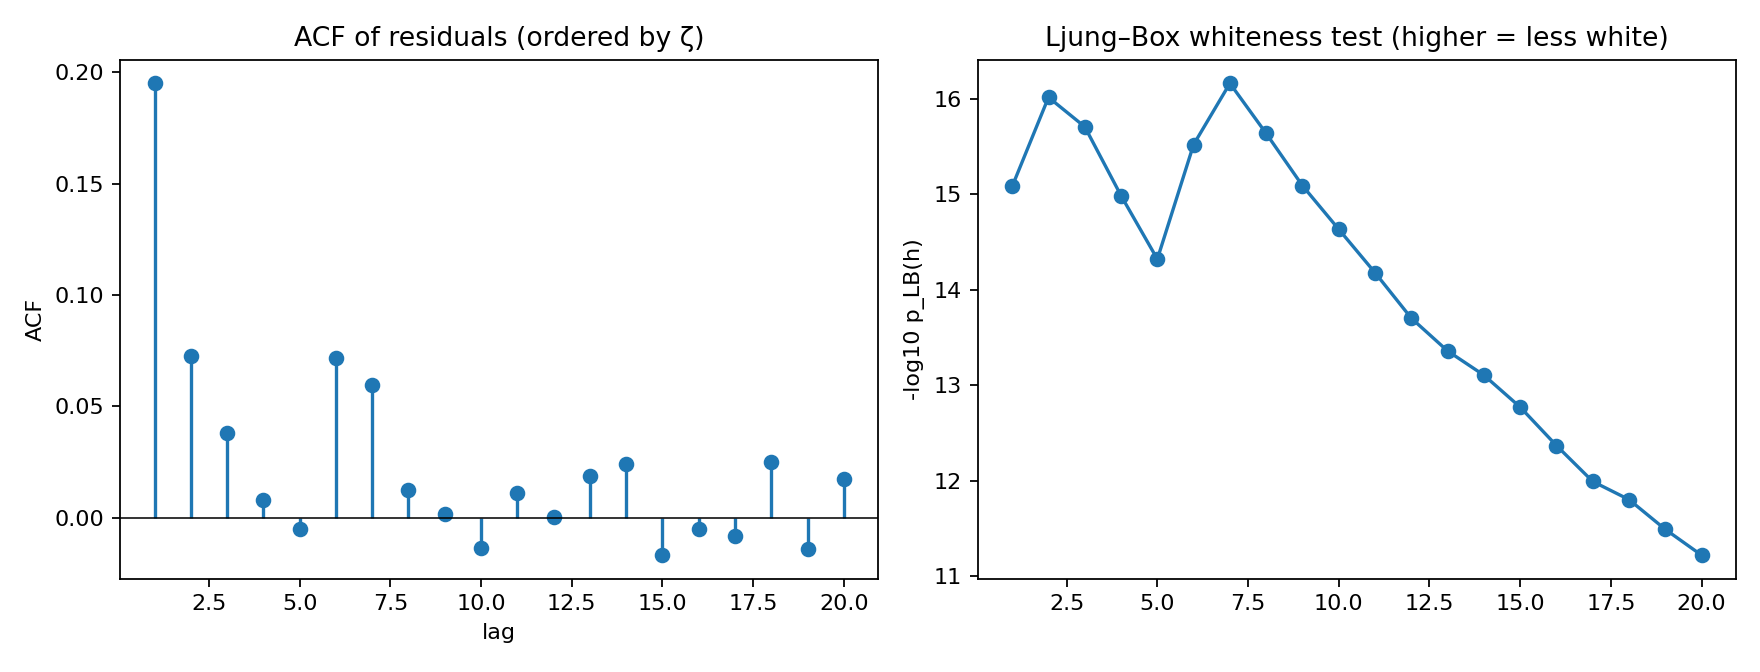 ACF of residuals (ordered by ζ)
ACF
0.20
0.15
0.10
0.05
0.00
2.5 5.0 7.5 10.0 12.5 15.0 17.5 20.0
lag
Ljung–Box whiteness test (higher = less white)
-log10 p_LB(h)
16
15
14
13
12
11
2.5 5.0 7.5 10.0 12.5 15.0 17.5 20.0